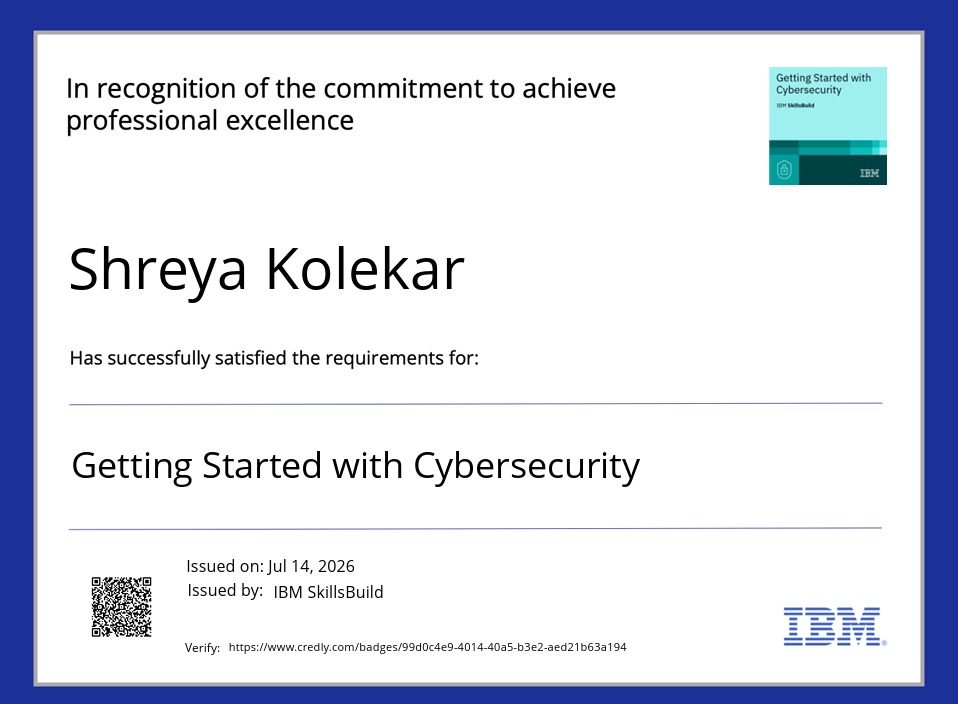 In recognition of the commitment to achieve
professional excellence
Getting Started with
Cybersecurity
IBM SkillsBuild
IBM
Shreya Kolekar
Has successfully satisfied the requirements for:
Getting Started with Cybersecurity
Issued on: Jul 14, 2026
Issued by: IBM SkillsBuild
Verify: https://www.credly.com/badges/99d0c4e9-4014-40a5-b3e2-aed21b63a194
IBM®